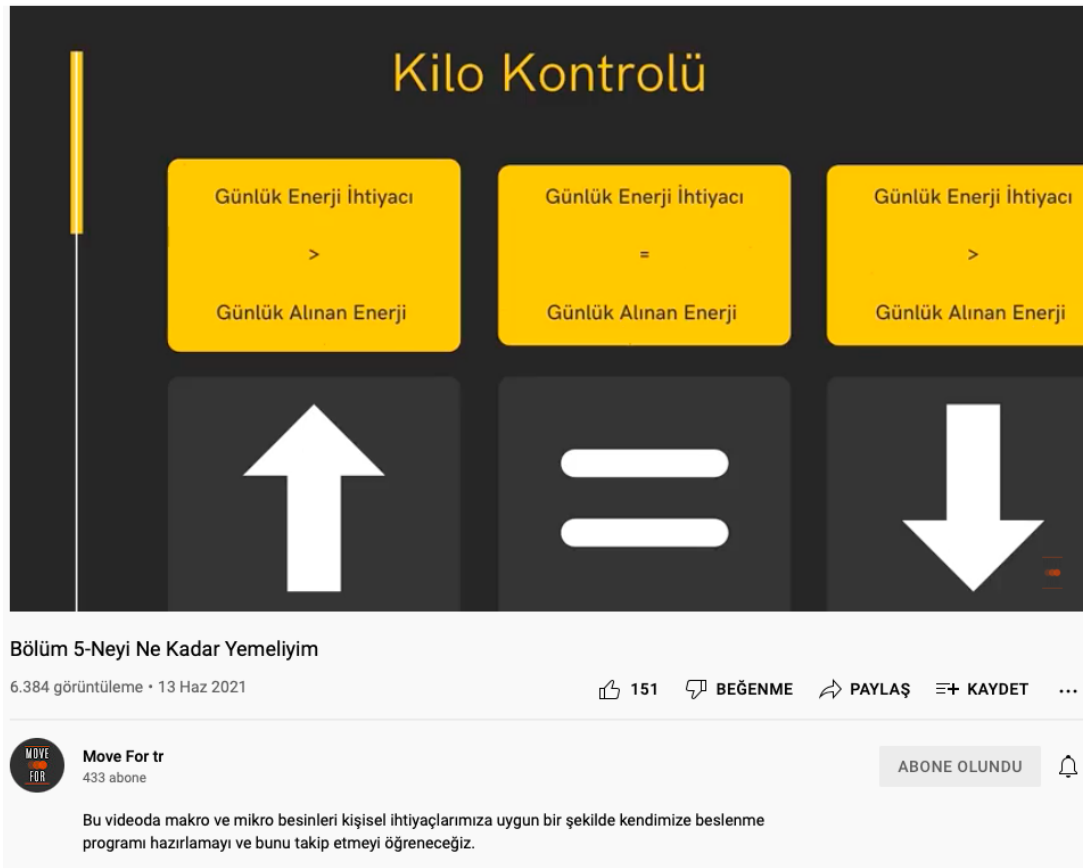 Kilo Kontrolü
Günlük Enerji İhtiyacı
>
Günlük Alınan Enerji
Günlük Enerji İhtiyacı
=
Günlük Alınan Enerji
Günlük Enerji İhtiyacı
>
Günlük Alınan Enerji
Bölüm 5-Neyi Ne Kadar Yemeliyim
6.384 görüntüleme • 13 Haz 2021
151 BEĞENME PAYLAŞ KAYDET ...
MOVE
FOR
Move For tr
433 abone
ABONE OLUNDU
Bu videoda makro ve mikro besinleri kişisel ihtiyaçlarımıza uygun bir şekilde kendimize beslenme
programı hazırlamayı ve bunu takip etmeyi öğreneceğiz.